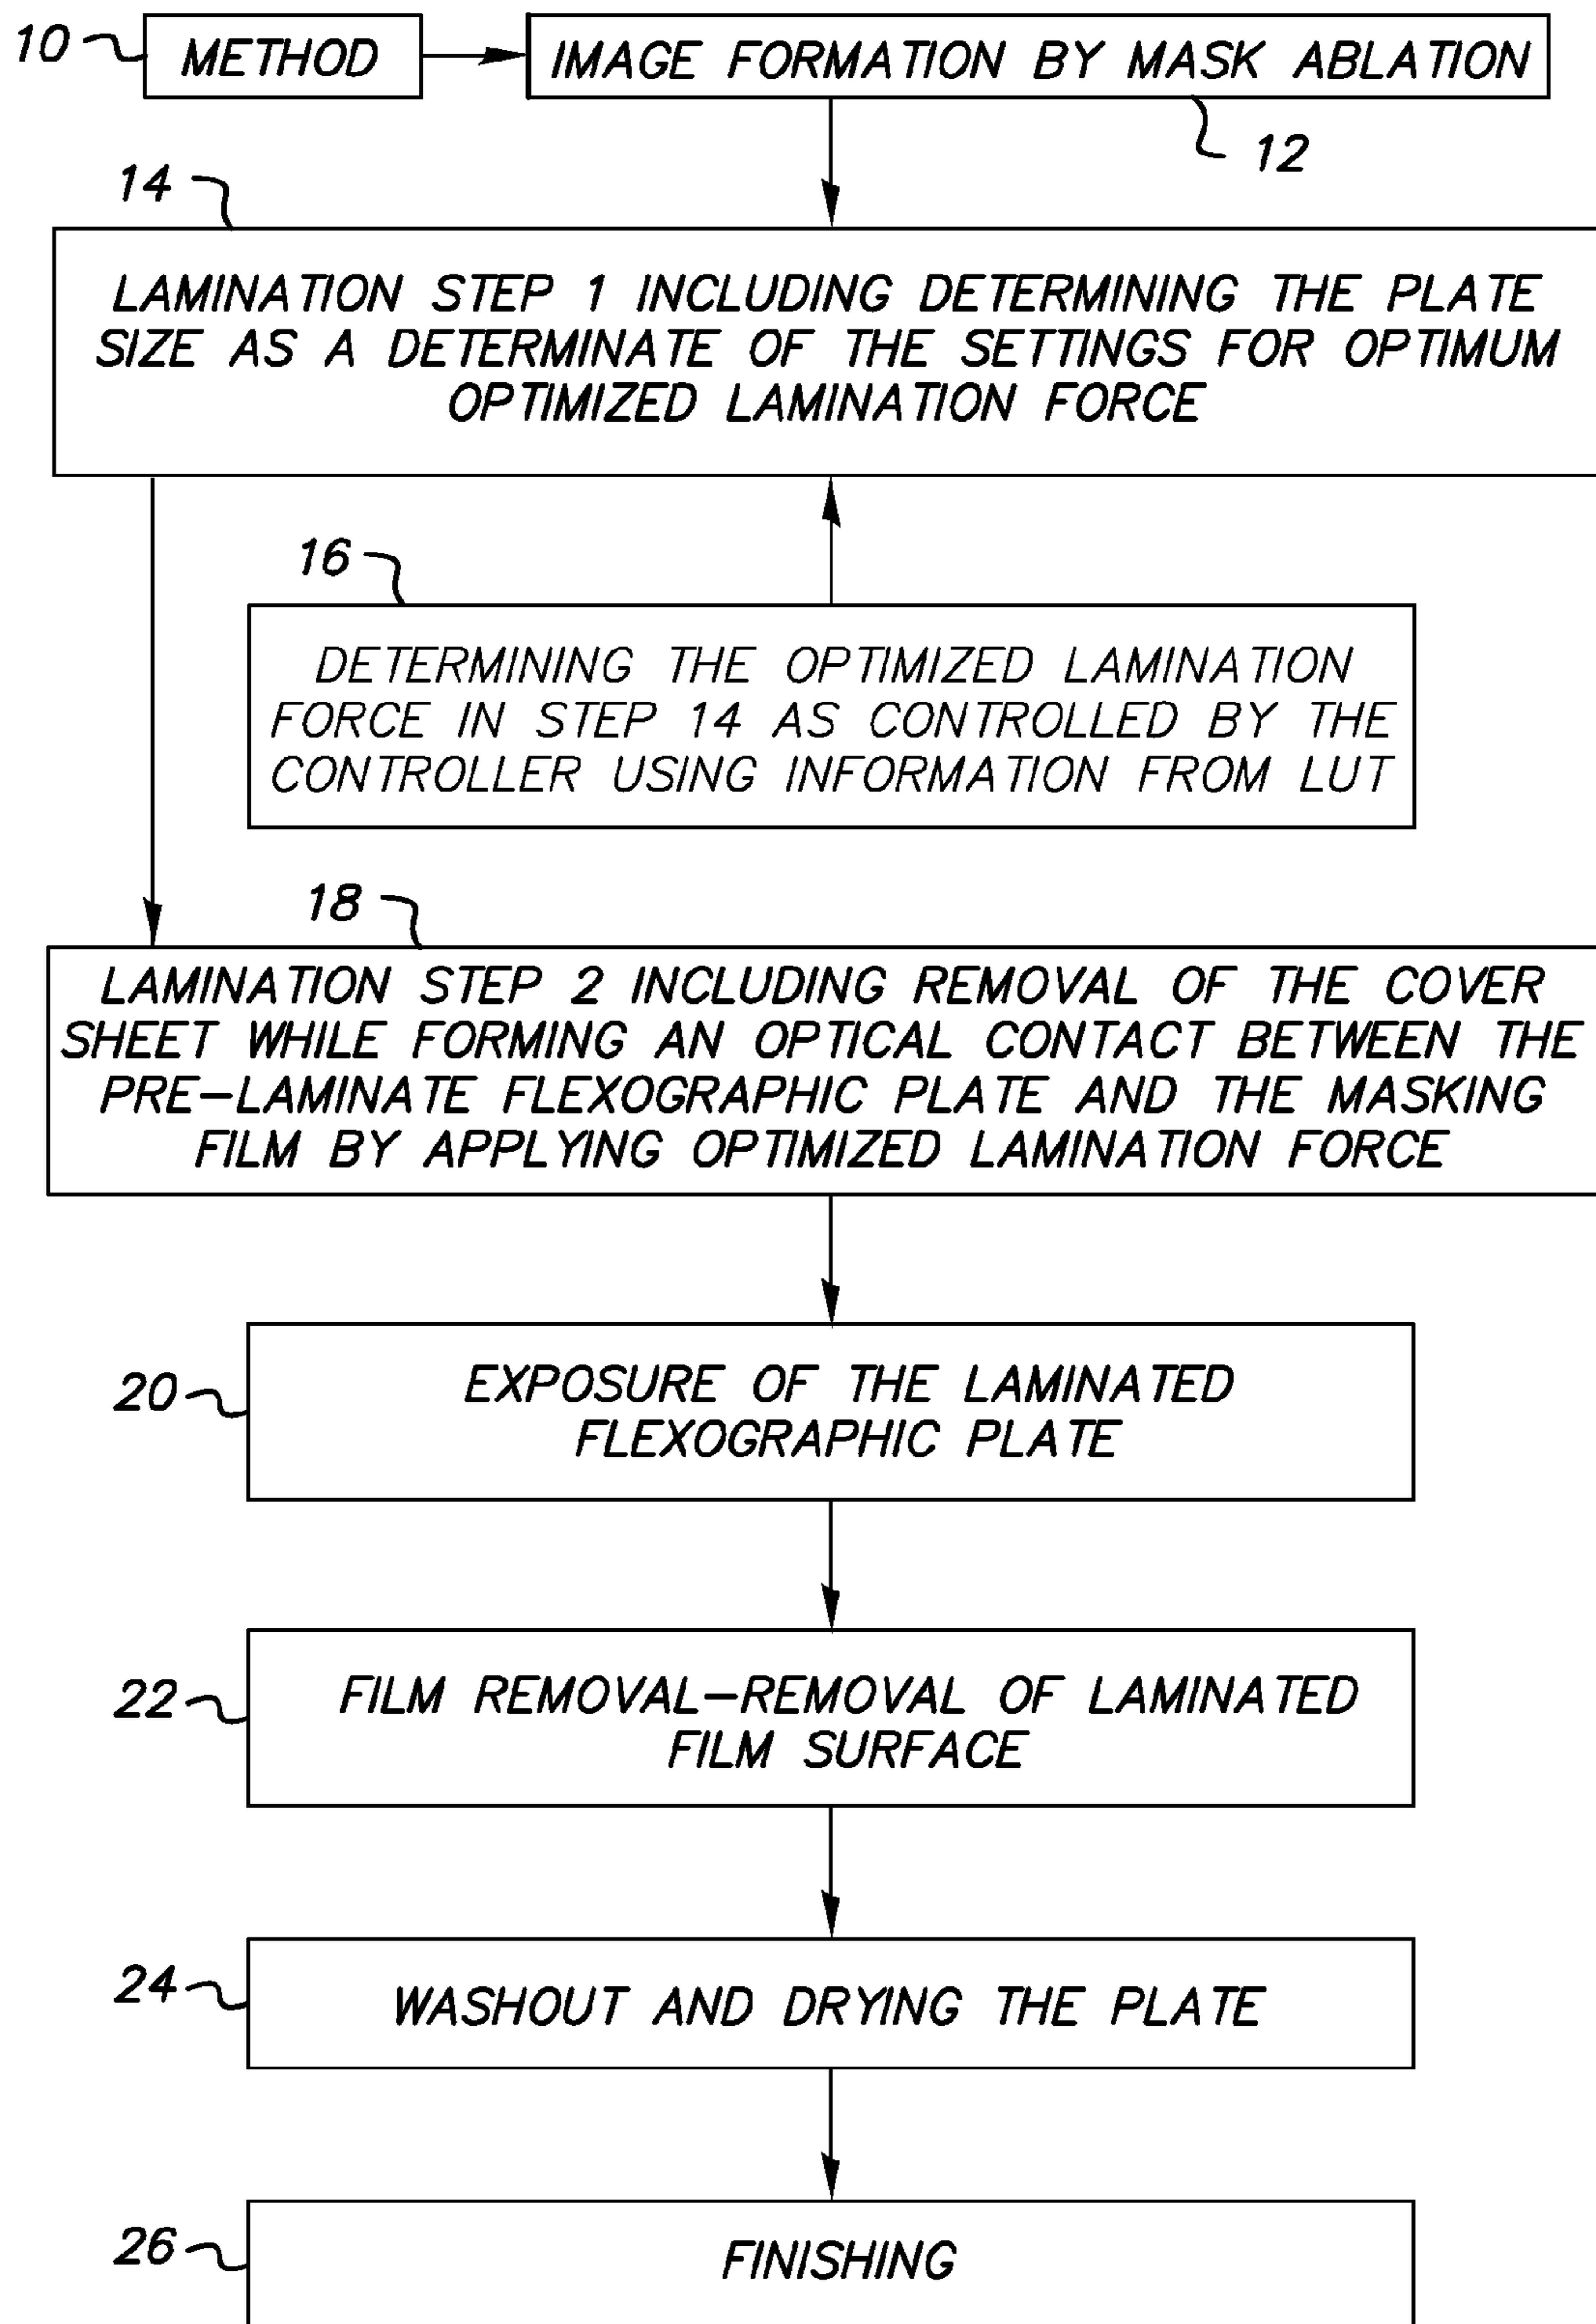 10
METHOD
IMAGE FORMATION BY MASK ABLATION
12
14
LAMINATION STEP 1 INCLUDING DETERMINING THE PLATE
SIZE AS A DETERMINATE OF THE SETTINGS FOR OPTIMUM
OPTIMIZED LAMINATION FORCE
16
DETERMINING THE OPTIMIZED LAMINATION
FORCE IN STEP 14 AS CONTROLLED BY THE
CONTROLLER USING INFORMATION FROM LUT
18
LAMINATION STEP 2 INCLUDING REMOVAL OF THE COVER
SHEET WHILE FORMING AN OPTICAL CONTACT BETWEEN THE
PRE-LAMINATE FLEXOGRAPHIC PLATE AND THE MASKING
FILM BY APPLYING OPTIMIZED LAMINATION FORCE
20
EXPOSURE OF THE LAMINATED
FLEXOGRAPHIC PLATE
22
FILM REMOVAL-REMOVAL OF LAMINATED
FILM SURFACE
24
WASHOUT AND DRYING THE PLATE
26
FINISHING